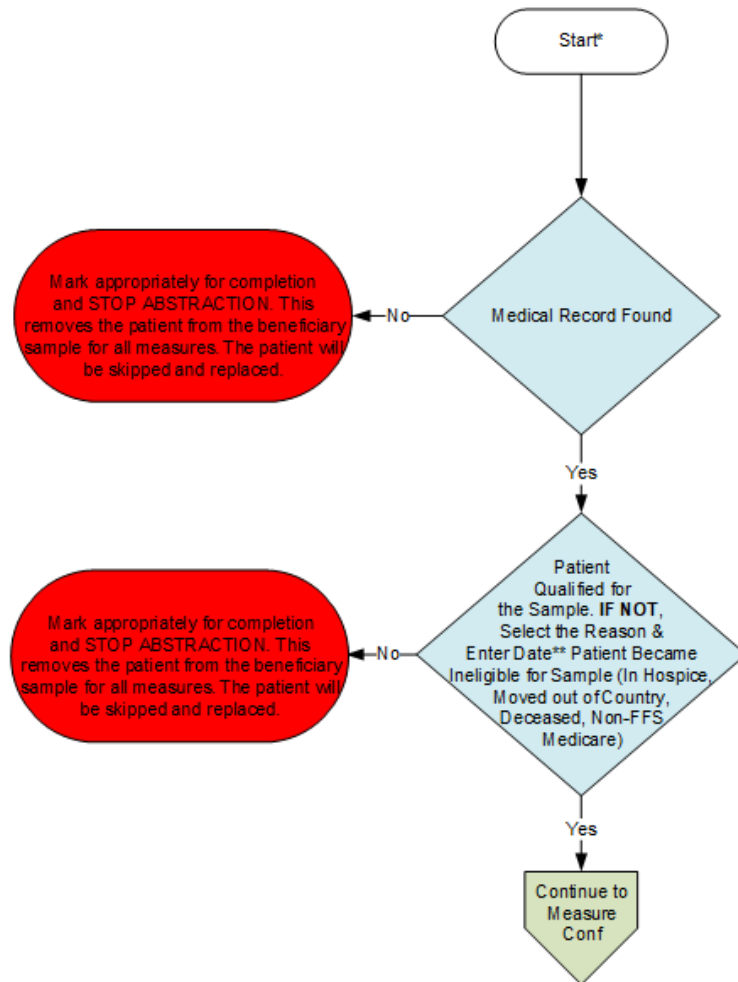 Start*
Medical Record Found
No
Mark appropriately for completion
and STOP ABSTRACTION. This
removes the patient from the beneficiary
sample for all measures. The patient will
be skipped and replaced.
Yes
Patient
Qualified for
the Sample. IF NOT,
Select the Reason &
Enter Date** Patient Became
Ineligible for Sample (In Hospice,
Moved out of Country,
Deceased, Non-FFS
Medicare)
No
Mark appropriately for completion
and STOP ABSTRACTION. This
removes the patient from the beneficiary
sample for all measures. The patient will
be skipped and replaced.
Yes
Continue to
Measure
Conf